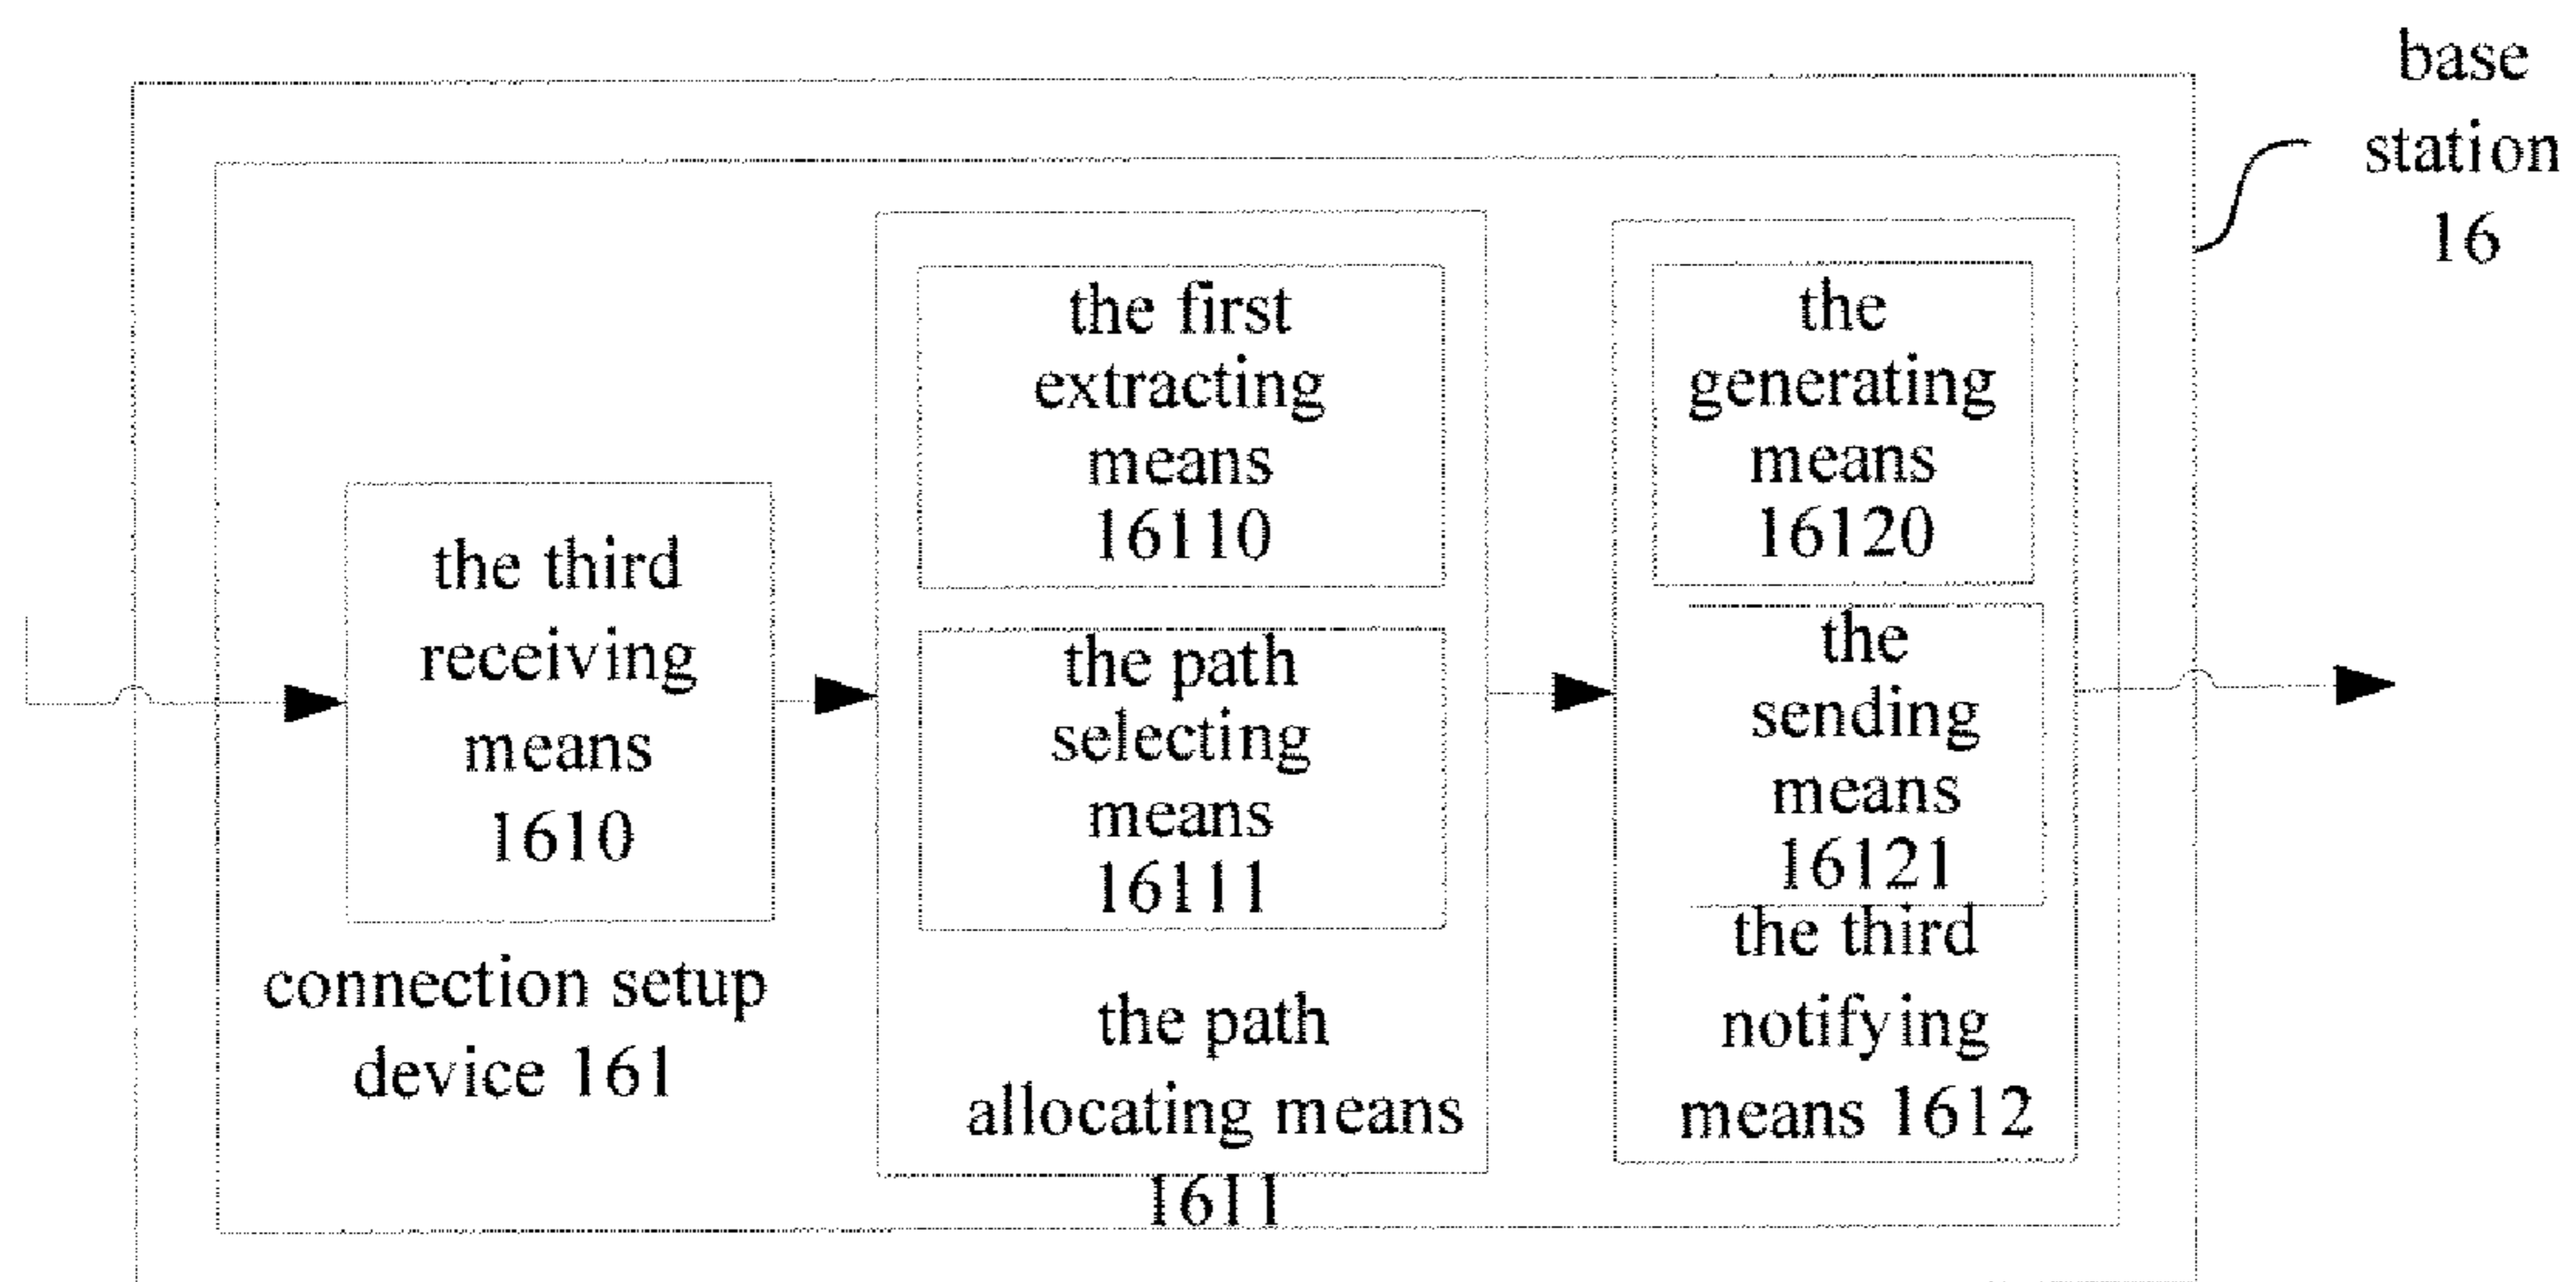 base
station
16
the third
receiving
means
1610
connection setup
device 161
the first
extracting
means
16110
the path
selecting
means
16111
the path
allocating means
1611
the
generating
means
16120
the
sending
means
16121
the third
notifying
means 1612